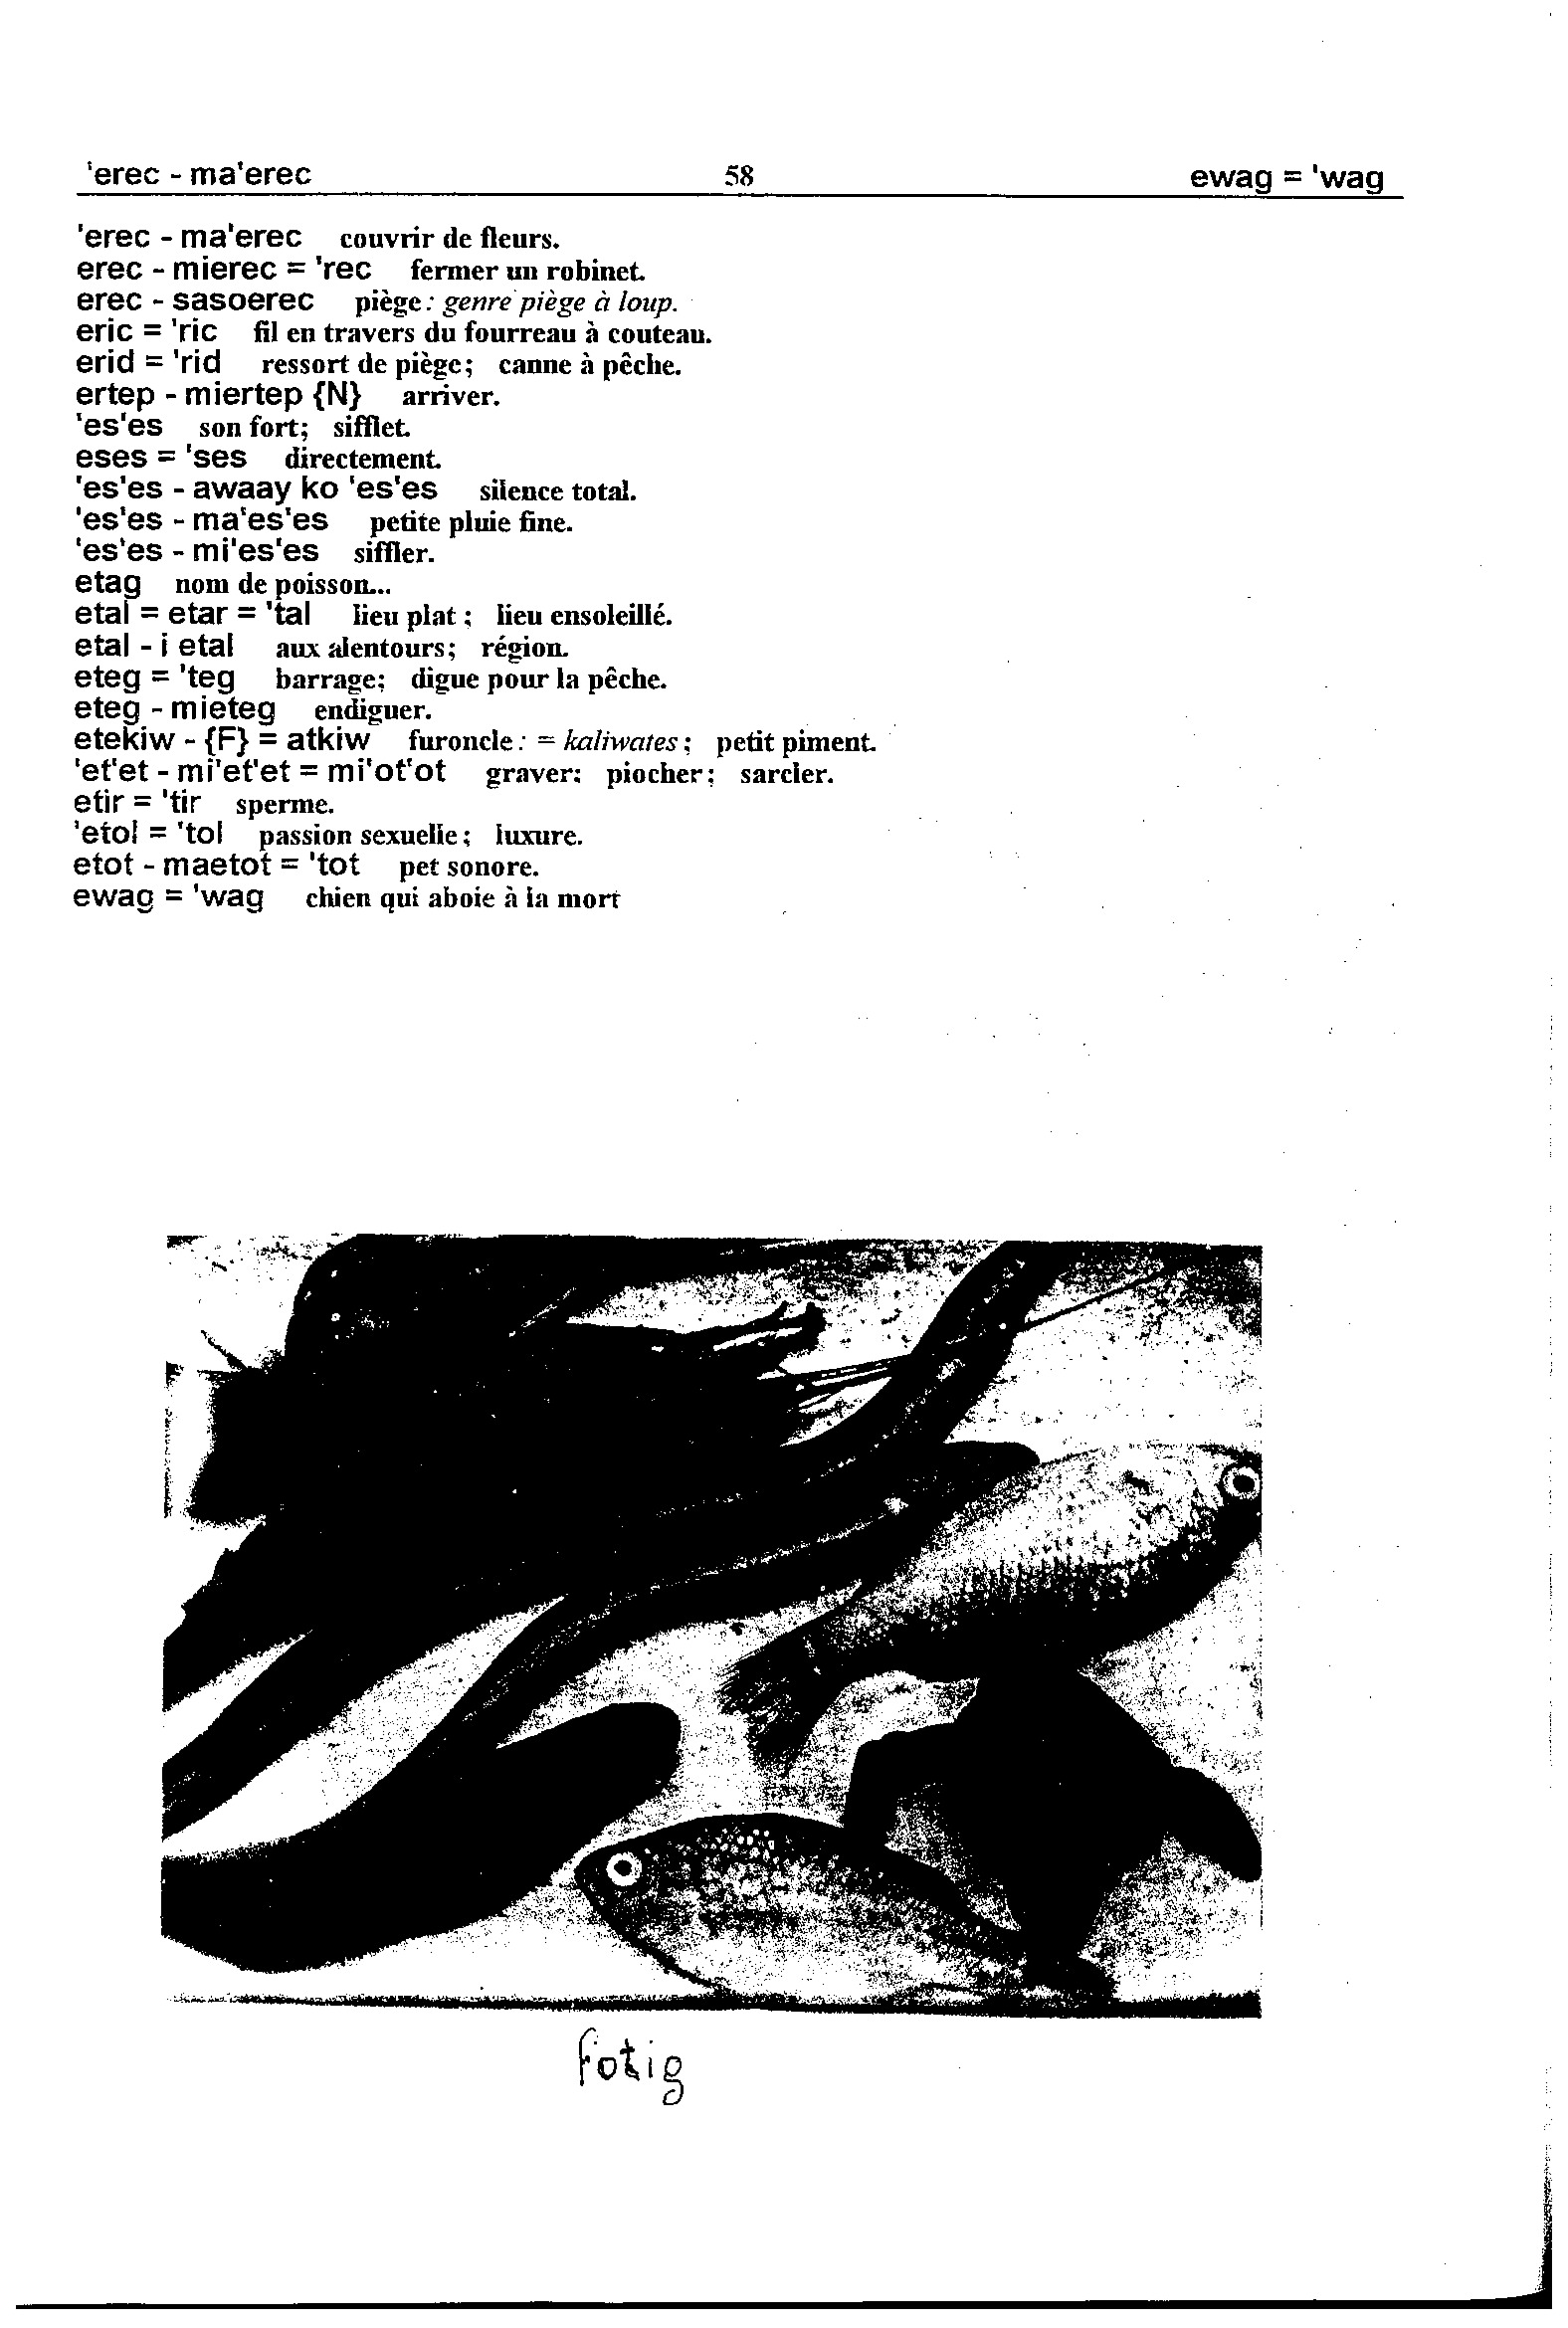 'erec - ma'erec 58 ewag = 'wag
'erec - ma'erec couvrir de fleurs.
erec - mierec = 'rec fermer un robinet.
erec - sasoerec piège : genre piège à loup.
eric = 'ric fil en travers du fourreau à couteau.
erid = 'rid ressort de piège ; canne à pêche.
ertep - miertep {N} arriver.
'es'es son fort ; sifflet.
eses = 'ses directement.
'es'es - awaay ko 'es'es silence total.
'es'es - ma'es'es petite pluie fine.
'es'es - mi'es'es siffler.
etag nom de poisson...
etal = etar = 'tal lieu plat ; lieu ensoleillé.
etal - i etal aux alentours ; région.
eteg = 'teg barrage ; digue pour la pêche.
eteg - mieteg endiguer.
etekiw - {F} = atkiw furoncle : = kaliwates ; petit piment.
'et'et - mi'et'et = mi'ot'ot graver ; piocher ; sarcler.
etir = 'tir sperme.
'etol = 'tol passion sexuelle ; luxure.
etot - maetot = 'tot pet sonore.
ewag = 'wag chien qui aboie à la mort
fotig